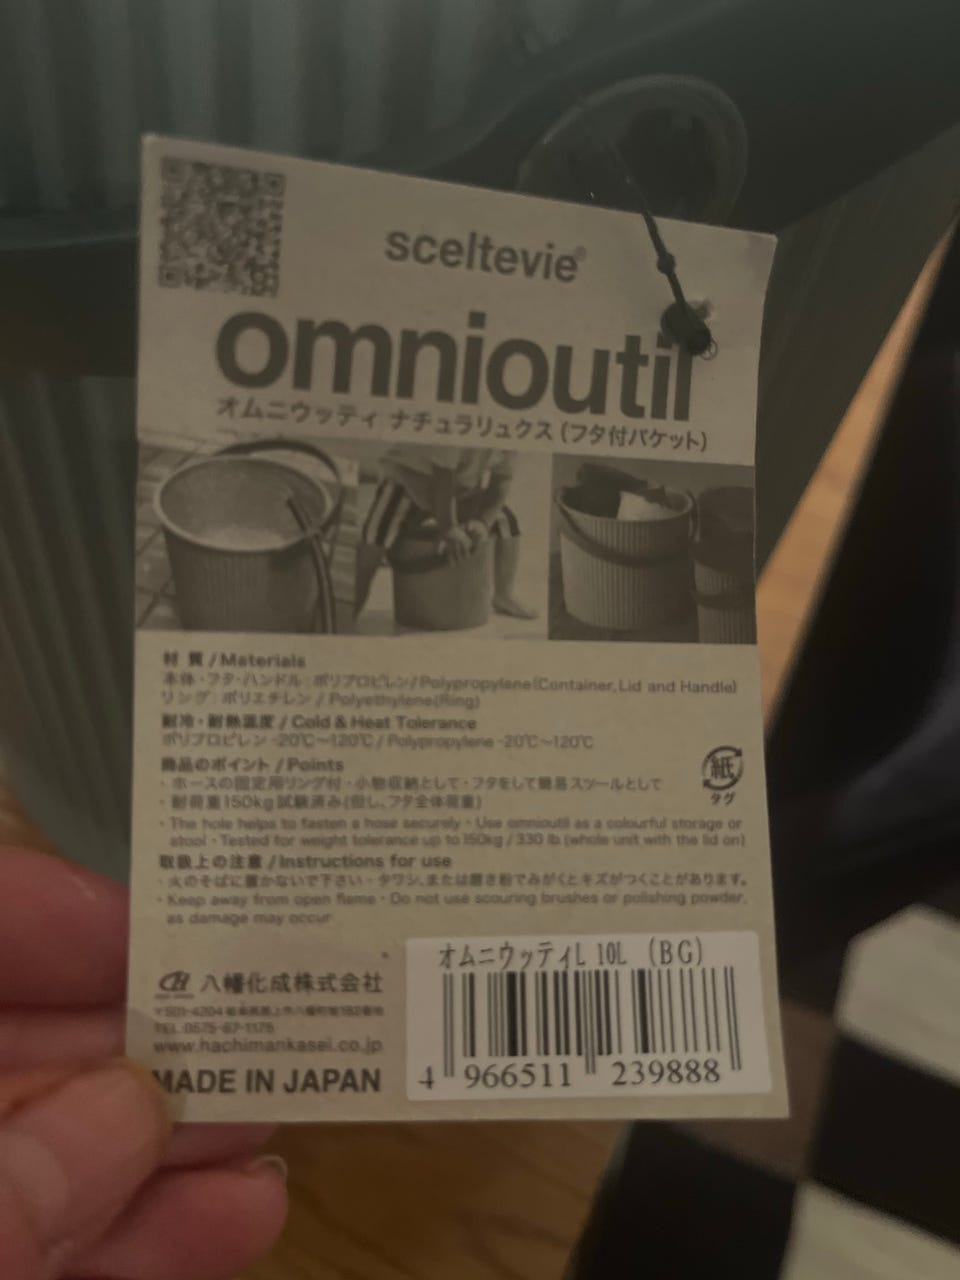 sceltevie®
omnioutil®
オムニウッティ ナチュラリュクス(フタ付バケット)
材 質 / Materials
本体・フタ・ハンドル : ポリプロピレン / Polypropylene(Container, Lid and Handle)
リング : ポリエチレン / Polyethylene(Ring)
耐冷・耐熱温度 / Cold & Heat Tolerance
ポリプロピレン -20℃〜120℃ / Polypropylene -20℃〜120℃
商品のポイント / Points
・ホースの固定用リング付・小物収納として・フタをして簡易スツールとして
・耐荷重150kg試験済み(但し、フタ全体荷重)
・The hole helps to fasten a hose securely・Use omnioutil as a colourful storage or
stool・Tested for weight tolerance up to 150kg / 330 lb (whole unit with the lid on)
取扱上の注意 / Instructions for use
・火のそばに置かないで下さい・タワシ、または磨き粉でみがくとキズがつくことがあります。
・Keep away from open flame・Do not use scouring brushes or polishing powder,
as damage may occur
紙
タグ
CH 八幡化成株式会社
〒501-4204
TEL.0575-67-1175
www.hachimankasei.co.jp
MADE IN JAPAN
オムニウッティL 10L (BG)
4 966511 239888